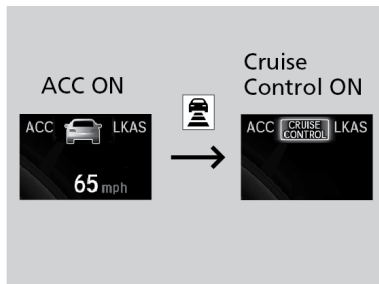 ACC ON
ACC LKAS
65 mph
Cruise
Control ON
ACC CRUISE CONTROL LKAS